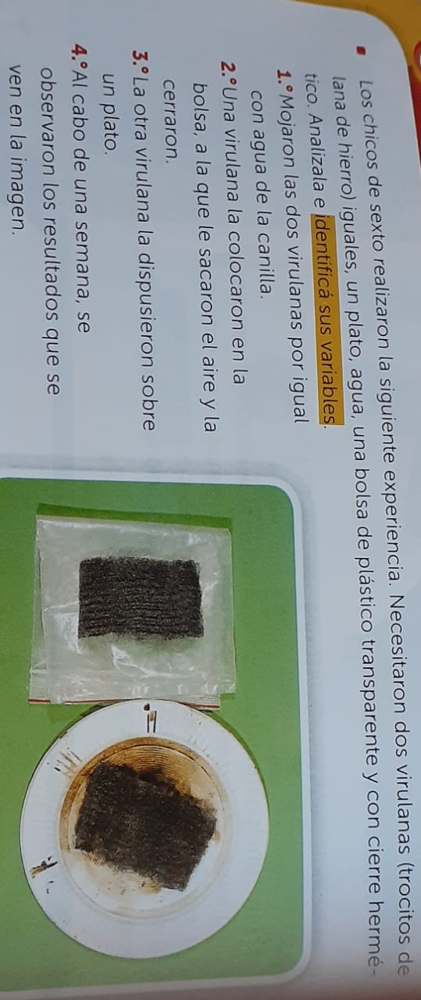 Los chicos de sexto realizaron la siguiente experiencia. Necesitaron dos virulanas (trocitos de
lana de hierro) iguales, un plato, agua, una bolsa de plástico transparente y con cierre hermé-
tico. Analizala e identificá sus variables.
1.° Mojaron las dos virulanas por igual
con agua de la canilla.
2.° Una virulana la colocaron en la
bolsa, a la que le sacaron el aire y la
cerraron.
3.° La otra virulana la dispusieron sobre
un plato.
4.° Al cabo de una semana, se
observaron los resultados que se
ven en la imagen.